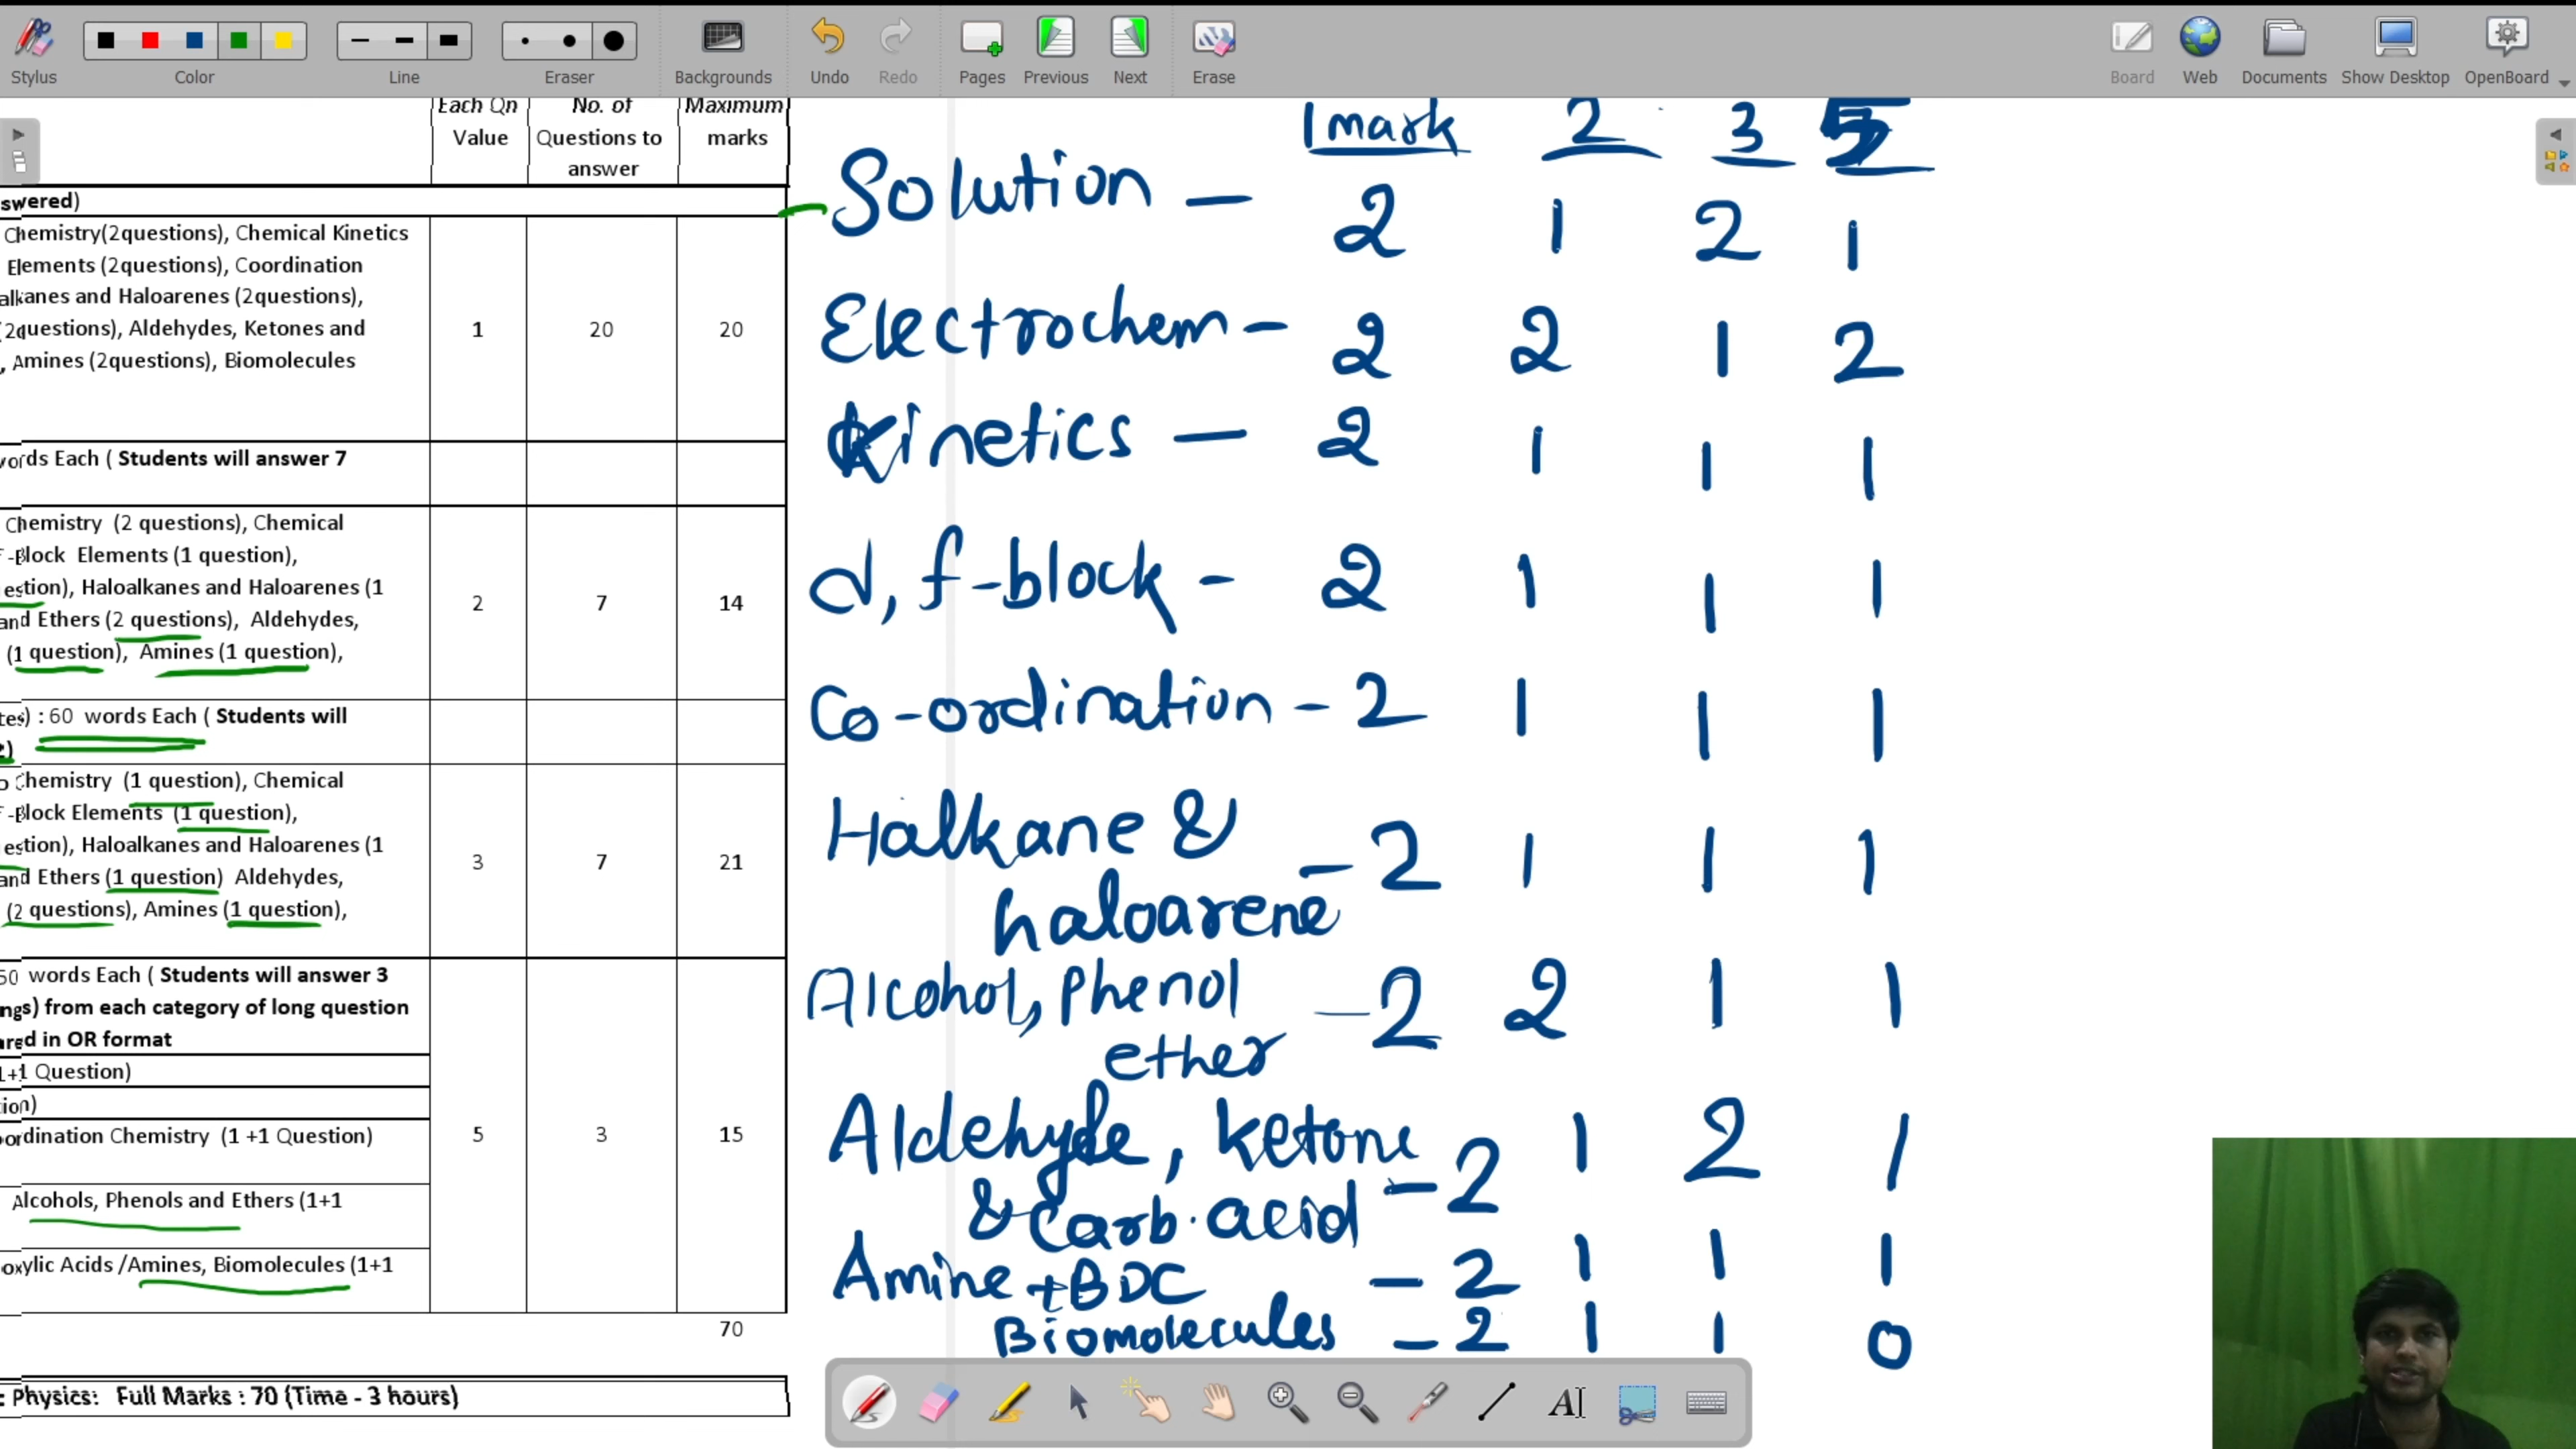 Stylus Color Line Eraser Backgrounds Undo Redo Pages Previous Next Erase Board Web Documents Show Desktop OpenBoard
Each Qn Value
No. of Questions to answer
Maximum marks
swered)
Chemistry(2questions), Chemical Kinetics
Elements (2questions), Coordination
alkanes and Haloarenes (2questions),
(2questions), Aldehydes, Ketones and
, Amines (2questions), Biomolecules
1 20 20
words Each ( Students will answer 7
Chemistry (2 questions), Chemical
-Block Elements (1 question),
estion), Haloalkanes and Haloarenes (1
and Ethers (2 questions), Aldehydes,
(1 question), Amines (1 question),
2 7 14
tes) : 60 words Each ( Students will
Chemistry (1 question), Chemical
-Block Elements (1 question),
estion), Haloalkanes and Haloarenes (1
and Ethers (1 question) Aldehydes,
(2 questions), Amines (1 question),
3 7 21
50 words Each ( Students will answer 3
ngs) from each category of long question
ared in OR format
1+1 Question)
tion)
oordination Chemistry (1 +1 Question)
Alcohols, Phenols and Ethers (1+1
oxylic Acids /Amines, Biomolecules (1+1
5 3 15
70
: Physics: Full Marks : 70 (Time - 3 hours)
1 mark 2 3 5
Solution - 2 1 2 1
Electrochem - 2 2 1 2
Kinetics - 2 1 1 1
d, f-block - 2 1 1 1
Co-ordination - 2 1 1 1
Halkane &
haloarene - 2 1 1 1
Alcohol, phenol
ether - 2 2 1 1
Aldehyde, ketone
& carb. acid - 2 1 2 1
Amine + BDC - 2 1 1 1
Biomolecules - 2 1 1 0
AI